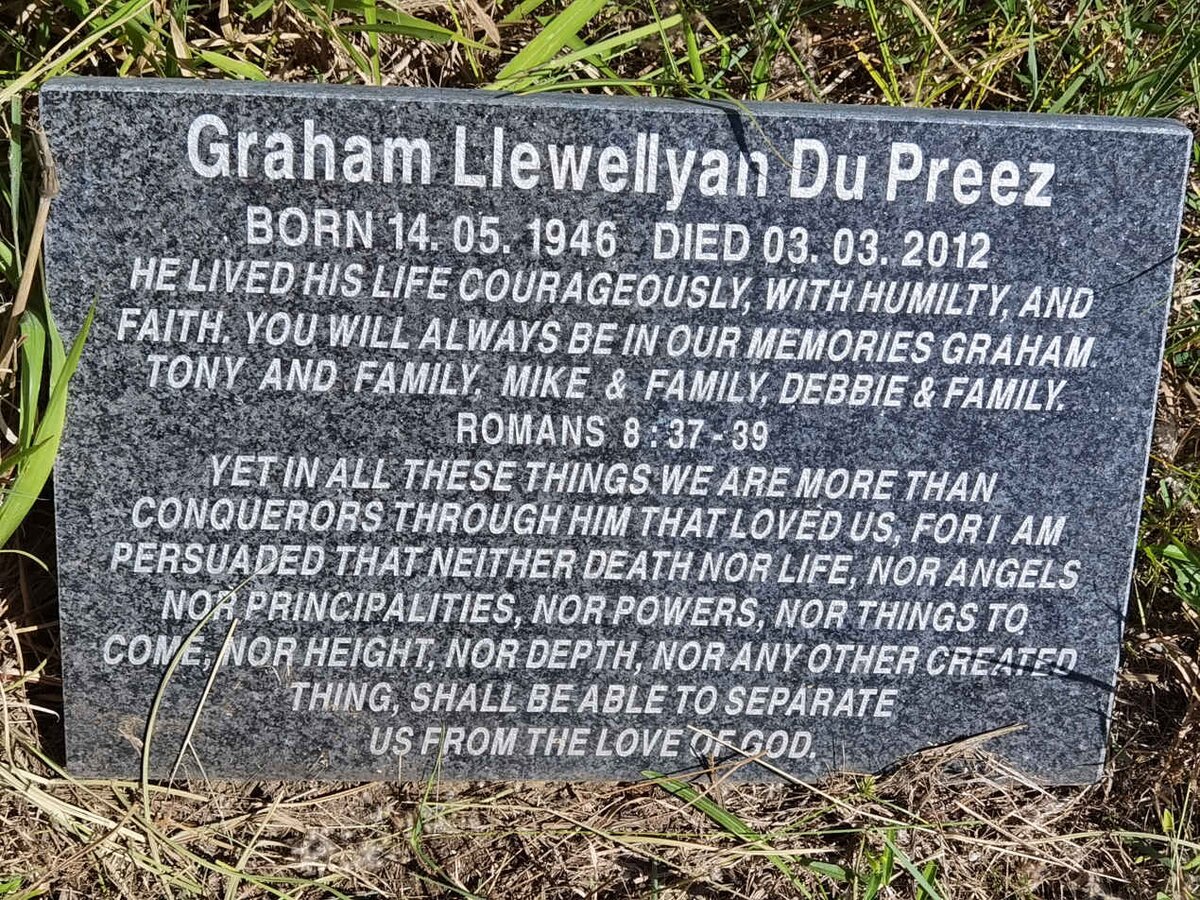 Graham Llewellyan Du Preez
BORN 14. 05. 1946 DIED 03. 03. 2012
HE LIVED HIS LIFE COURAGEOUSLY, WITH HUMILTY, AND
FAITH. YOU WILL ALWAYS BE IN OUR MEMORIES GRAHAM.
TONY AND FAMILY, MIKE & FAMILY, DEBBIE & FAMILY.
ROMANS 8 : 37 - 39
YET IN ALL THESE THINGS WE ARE MORE THAN
CONQUERORS THROUGH HIM THAT LOVED US, FOR I AM
PERSUADED THAT NEITHER DEATH NOR LIFE, NOR ANGELS
NOR PRINCIPALITIES, NOR POWERS, NOR THINGS TO
COME, NOR HEIGHT, NOR DEPTH, NOR ANY OTHER CREATED
THING, SHALL BE ABLE TO SEPARATE
US FROM THE LOVE OF GOD.